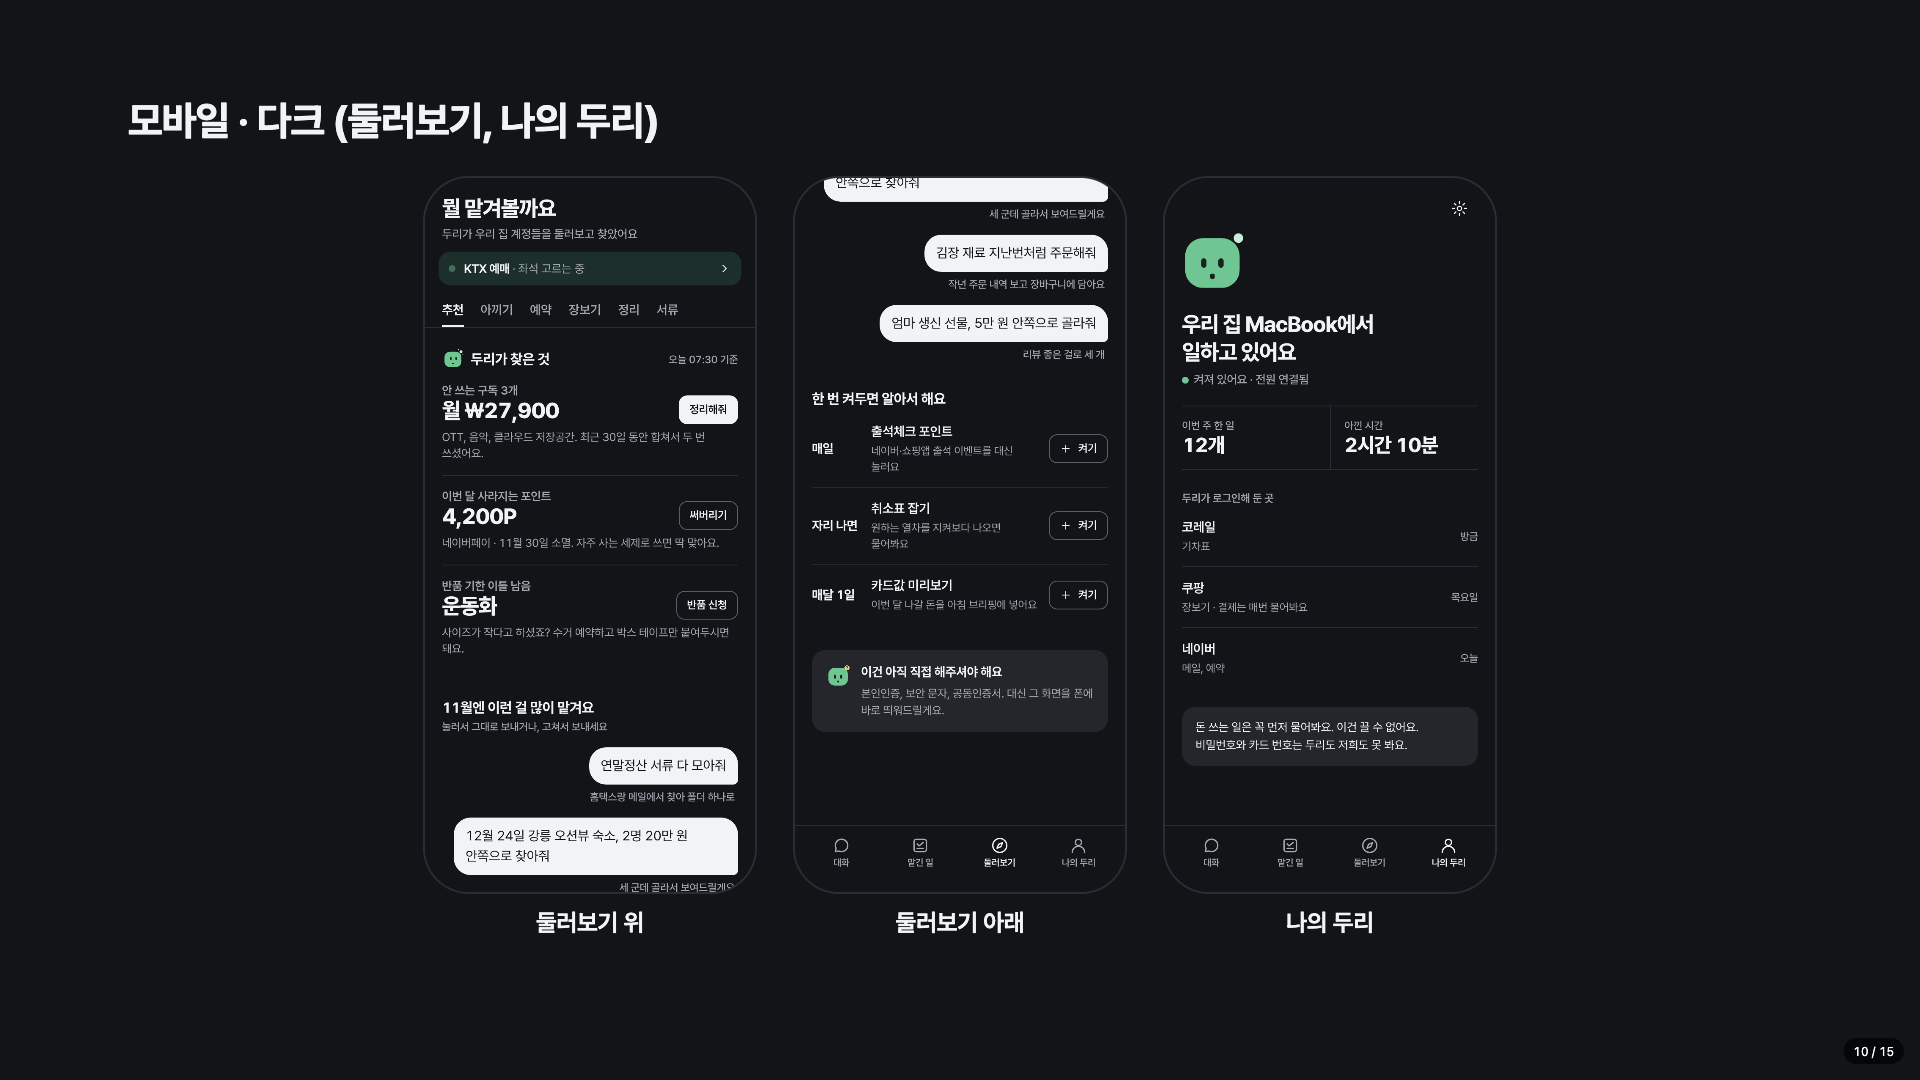 모바일 · 다크 (둘러보기, 나의 두리)
뭘 맡겨볼까요
두리가 우리 집 계정들을 둘러보고 찾았어요
KTX 예매 · 좌석 고르는 중
추천 아끼기 예약 장보기 정리 서류
두리가 찾은 것
오늘 07:30 기준
안 쓰는 구독 3개
월 ₩27,900
정리해줘
OTT, 음악, 클라우드 저장공간. 최근 30일 동안 합쳐서 두 번
쓰셨어요.
이번 달 사라지는 포인트
4,200P
써버리기
네이버페이 · 11월 30일 소멸. 자주 사는 세제로 쓰면 딱 맞아요.
반품 기한 이틀 남음
운동화
반품 신청
사이즈가 작다고 하셨죠? 수거 예약하고 박스 테이프만 붙여두시면
돼요.
11월엔 이런 걸 많이 맡겨요
눌러서 그대로 보내거나, 고쳐서 보내세요
연말정산 서류 다 모아줘
홈택스랑 메일에서 찾아 폴더 하나로
12월 24일 강릉 오션뷰 숙소, 2명 20만 원
안쪽으로 찾아줘
세 군데 골라서 보여드릴게요
둘러보기 위
안쪽으로 찾아줘
세 군데 골라서 보여드릴게요
김장 재료 지난번처럼 주문해줘
작년 주문 내역 보고 장바구니에 담아요
엄마 생신 선물, 5만 원 안쪽으로 골라줘
리뷰 좋은 걸로 세 개
한 번 켜두면 알아서 해요
매일
출석체크 포인트
네이버·쇼핑앱 출석 이벤트를 대신
눌러요
+ 켜기
자리 나면
취소표 잡기
원하는 열차를 지켜보다 나오면
물어봐요
+ 켜기
매달 1일
카드값 미리보기
이번 달 나갈 돈을 아침 브리핑에 넣어요
+ 켜기
이건 아직 직접 해주셔야 해요
본인인증, 보안 문자, 공동인증서. 대신 그 화면을 폰에
바로 띄워드릴게요.
대화 맡긴 일 둘러보기 나의 두리
둘러보기 아래
우리 집 MacBook에서
일하고 있어요
켜져 있어요 · 전원 연결됨
이번 주 한 일
12개
아낀 시간
2시간 10분
두리가 로그인해 둔 곳
코레일
기차표
방금
쿠팡
장보기 · 결제는 매번 물어봐요
목요일
네이버
메일, 예약
오늘
돈 쓰는 일은 꼭 먼저 물어봐요. 이건 끌 수 없어요.
비밀번호와 카드 번호는 두리도 저희도 못 봐요.
대화 맡긴 일 둘러보기 나의 두리
나의 두리
10 / 15